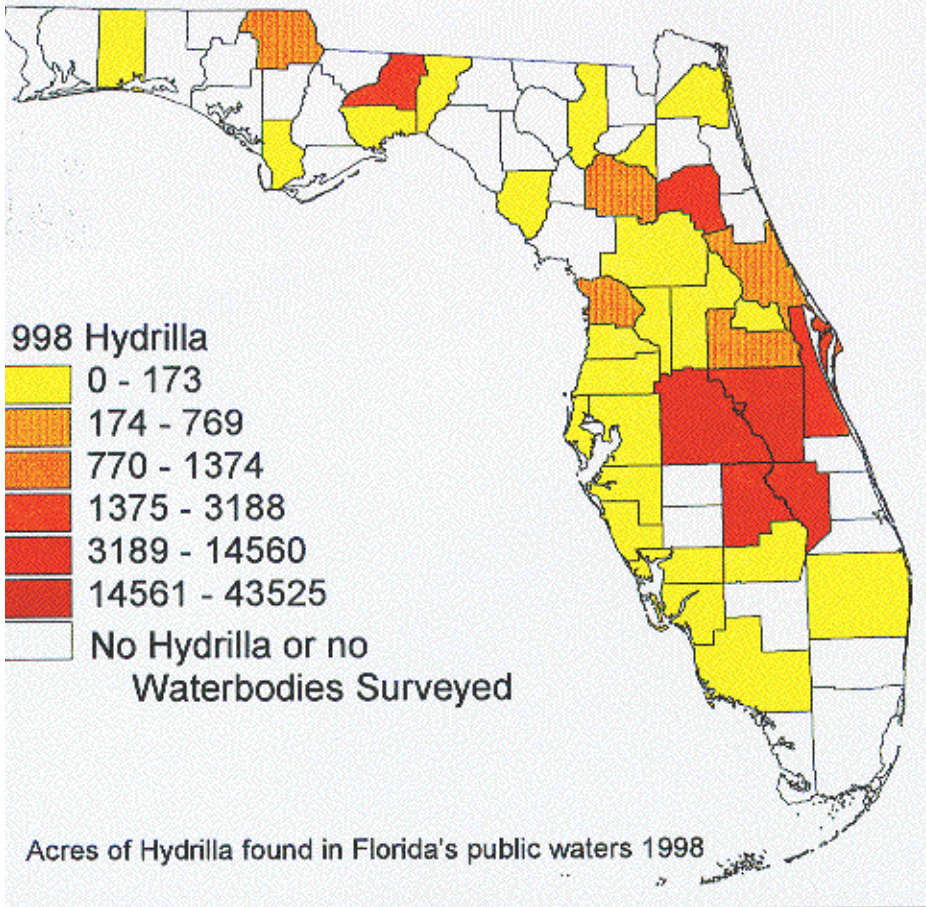 998 Hydrilla
0 - 173
174 - 769
770 - 1374
1375 - 3188
3189 - 14560
14561 - 43525
No Hydrilla or no
Waterbodies Surveyed
Acres of Hydrilla found in Florida's public waters 1998